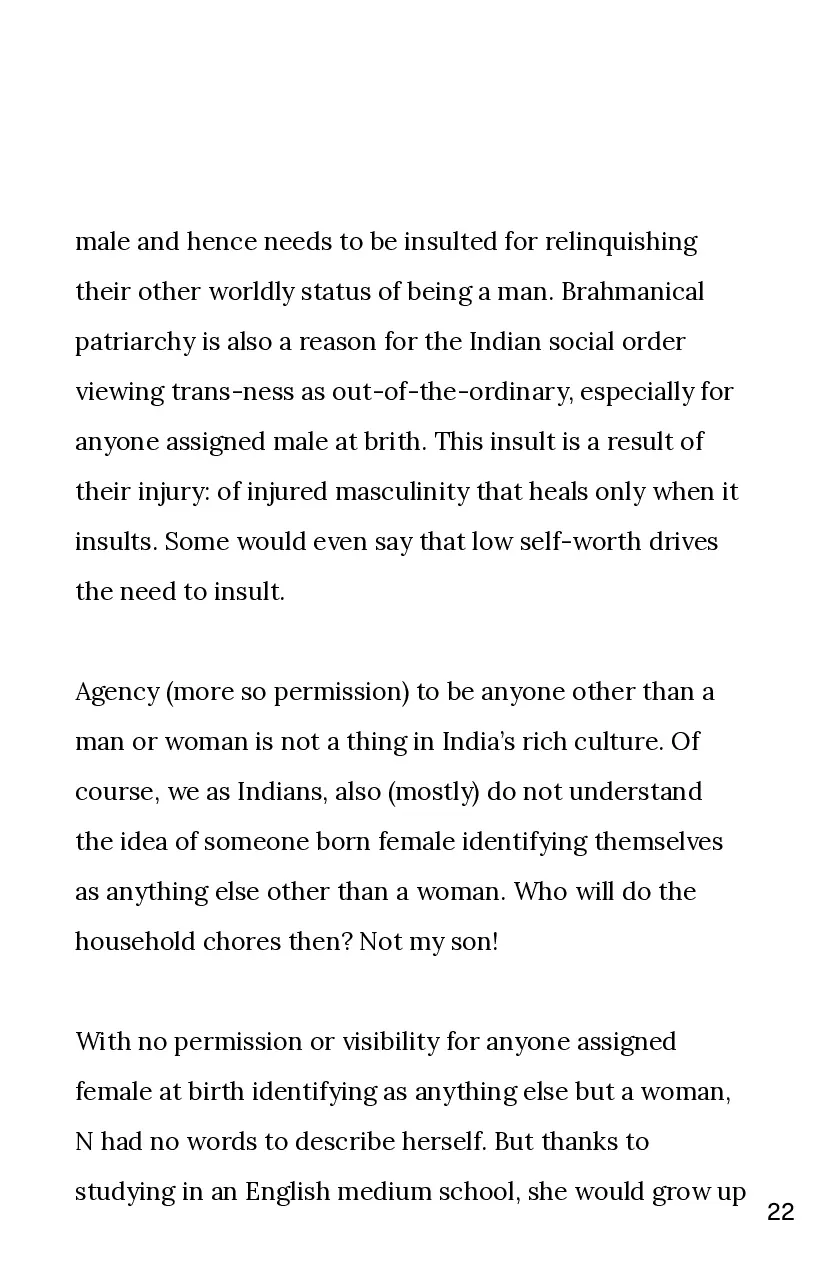 male and hence needs to be insulted for relinquishing
their other worldly status of being a man. Brahmanical
patriarchy is also a reason for the Indian social order
viewing trans-ness as out-of-the-ordinary, especially for
anyone assigned male at brith. This insult is a result of
their injury: of injured masculinity that heals only when it
insults. Some would even say that low self-worth drives
the need to insult.
Agency (more so permission) to be anyone other than a
man or woman is not a thing in India’s rich culture. Of
course, we as Indians, also (mostly) do not understand
the idea of someone born female identifying themselves
as anything else other than a woman. Who will do the
household chores then? Not my son!
With no permission or visibility for anyone assigned
female at birth identifying as anything else but a woman,
N had no words to describe herself. But thanks to
studying in an English medium school, she would grow up
22